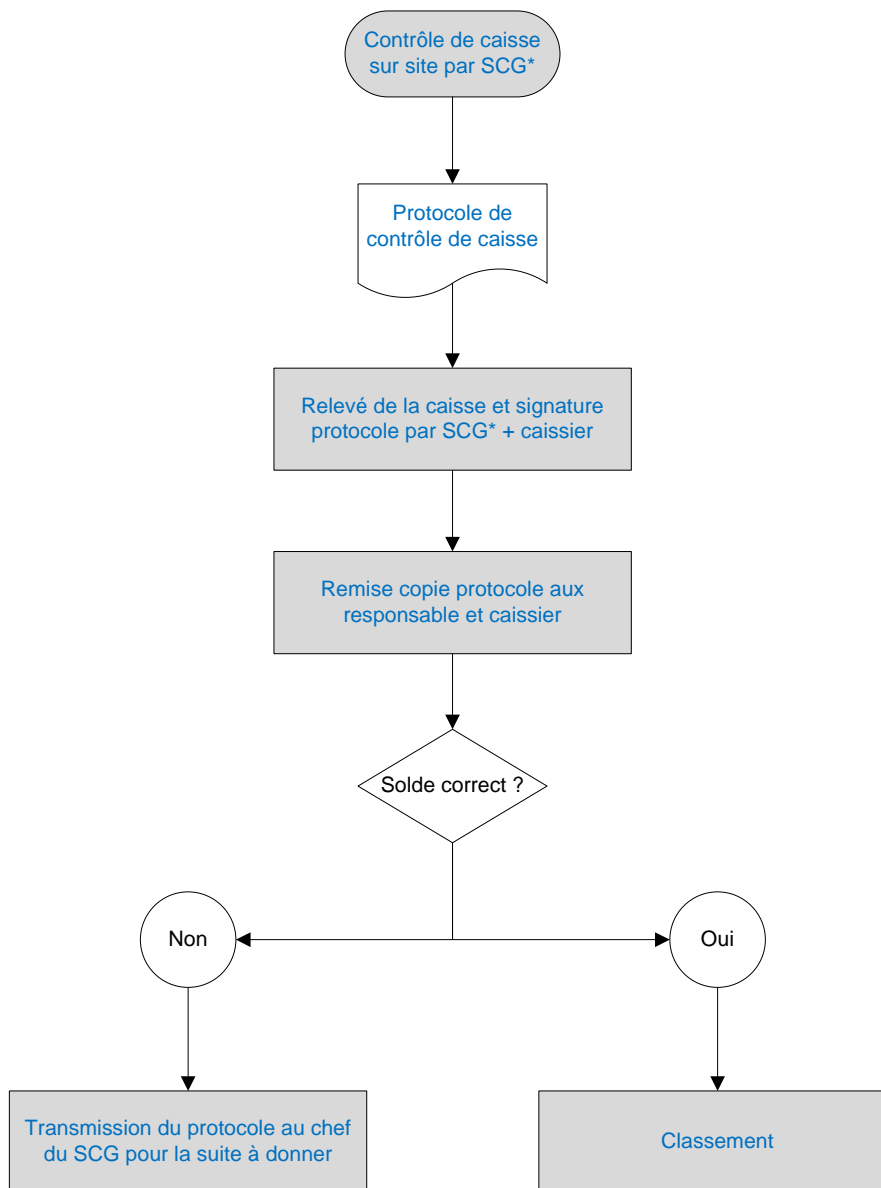 Contrôle de caisse
sur site par SCG*
Protocole de
contrôle de caisse
Relevé de la caisse et signature
protocole par SCG* + caissier
Remise copie protocole aux
responsable et caissier
Solde correct ?
Non
Oui
Transmission du protocole au chef
du SCG pour la suite à donner
Classement